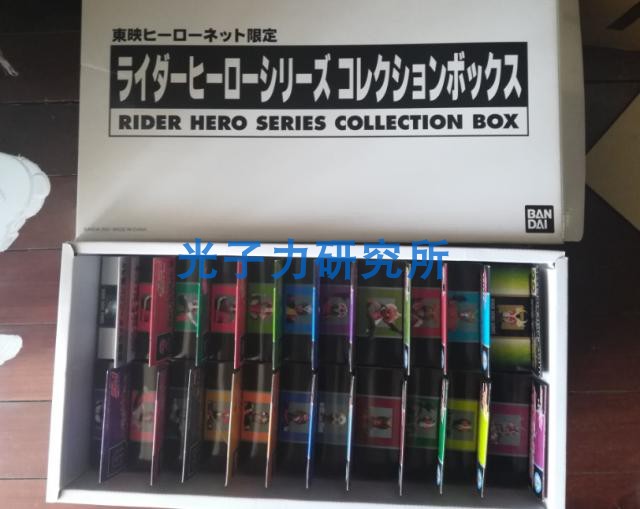 東映ヒーローネット限定
ライダーヒーローシリーズ コレクションボックス
RIDER HERO SERIES COLLECTION BOX
BAN
DAI
光子力研究所